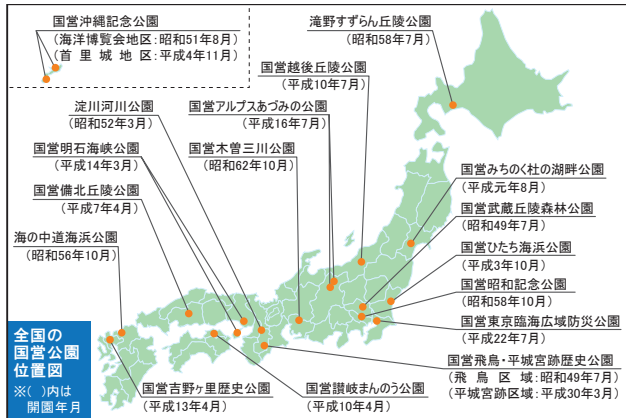 国営沖縄記念公園
(海洋博覧会地区:昭和51年8月)
(首里城地区:平成4年11月)
滝野すずらん丘陵公園
(昭和58年7月)
国営越後丘陵公園
(平成10年7月)
淀川河川公園
(昭和52年3月)
国営アルプスあづみの公園
(平成16年7月)
国営明石海峡公園
(平成14年3月)
国営木曽三川公園
(昭和62年10月)
国営備北丘陵公園
(平成7年4月)
海の中道海浜公園
(昭和56年10月)
国営みちのく杜の湖畔公園
(平成元年8月)
国営武蔵丘陵森林公園
(昭和49年7月)
国営ひたち海浜公園
(平成3年10月)
国営昭和記念公園
(昭和58年10月)
国営東京臨海広域防災公園
(平成22年7月)
国営飛鳥・平城宮跡歴史公園
(飛鳥区域:昭和49年7月)
(平城宮跡区域:平成30年3月)
国営吉野ヶ里歴史公園
(平成13年4月)
国営讃岐まんのう公園
(平成10年4月)
全国の
国営公園
位置図
※( )内は
開園年月